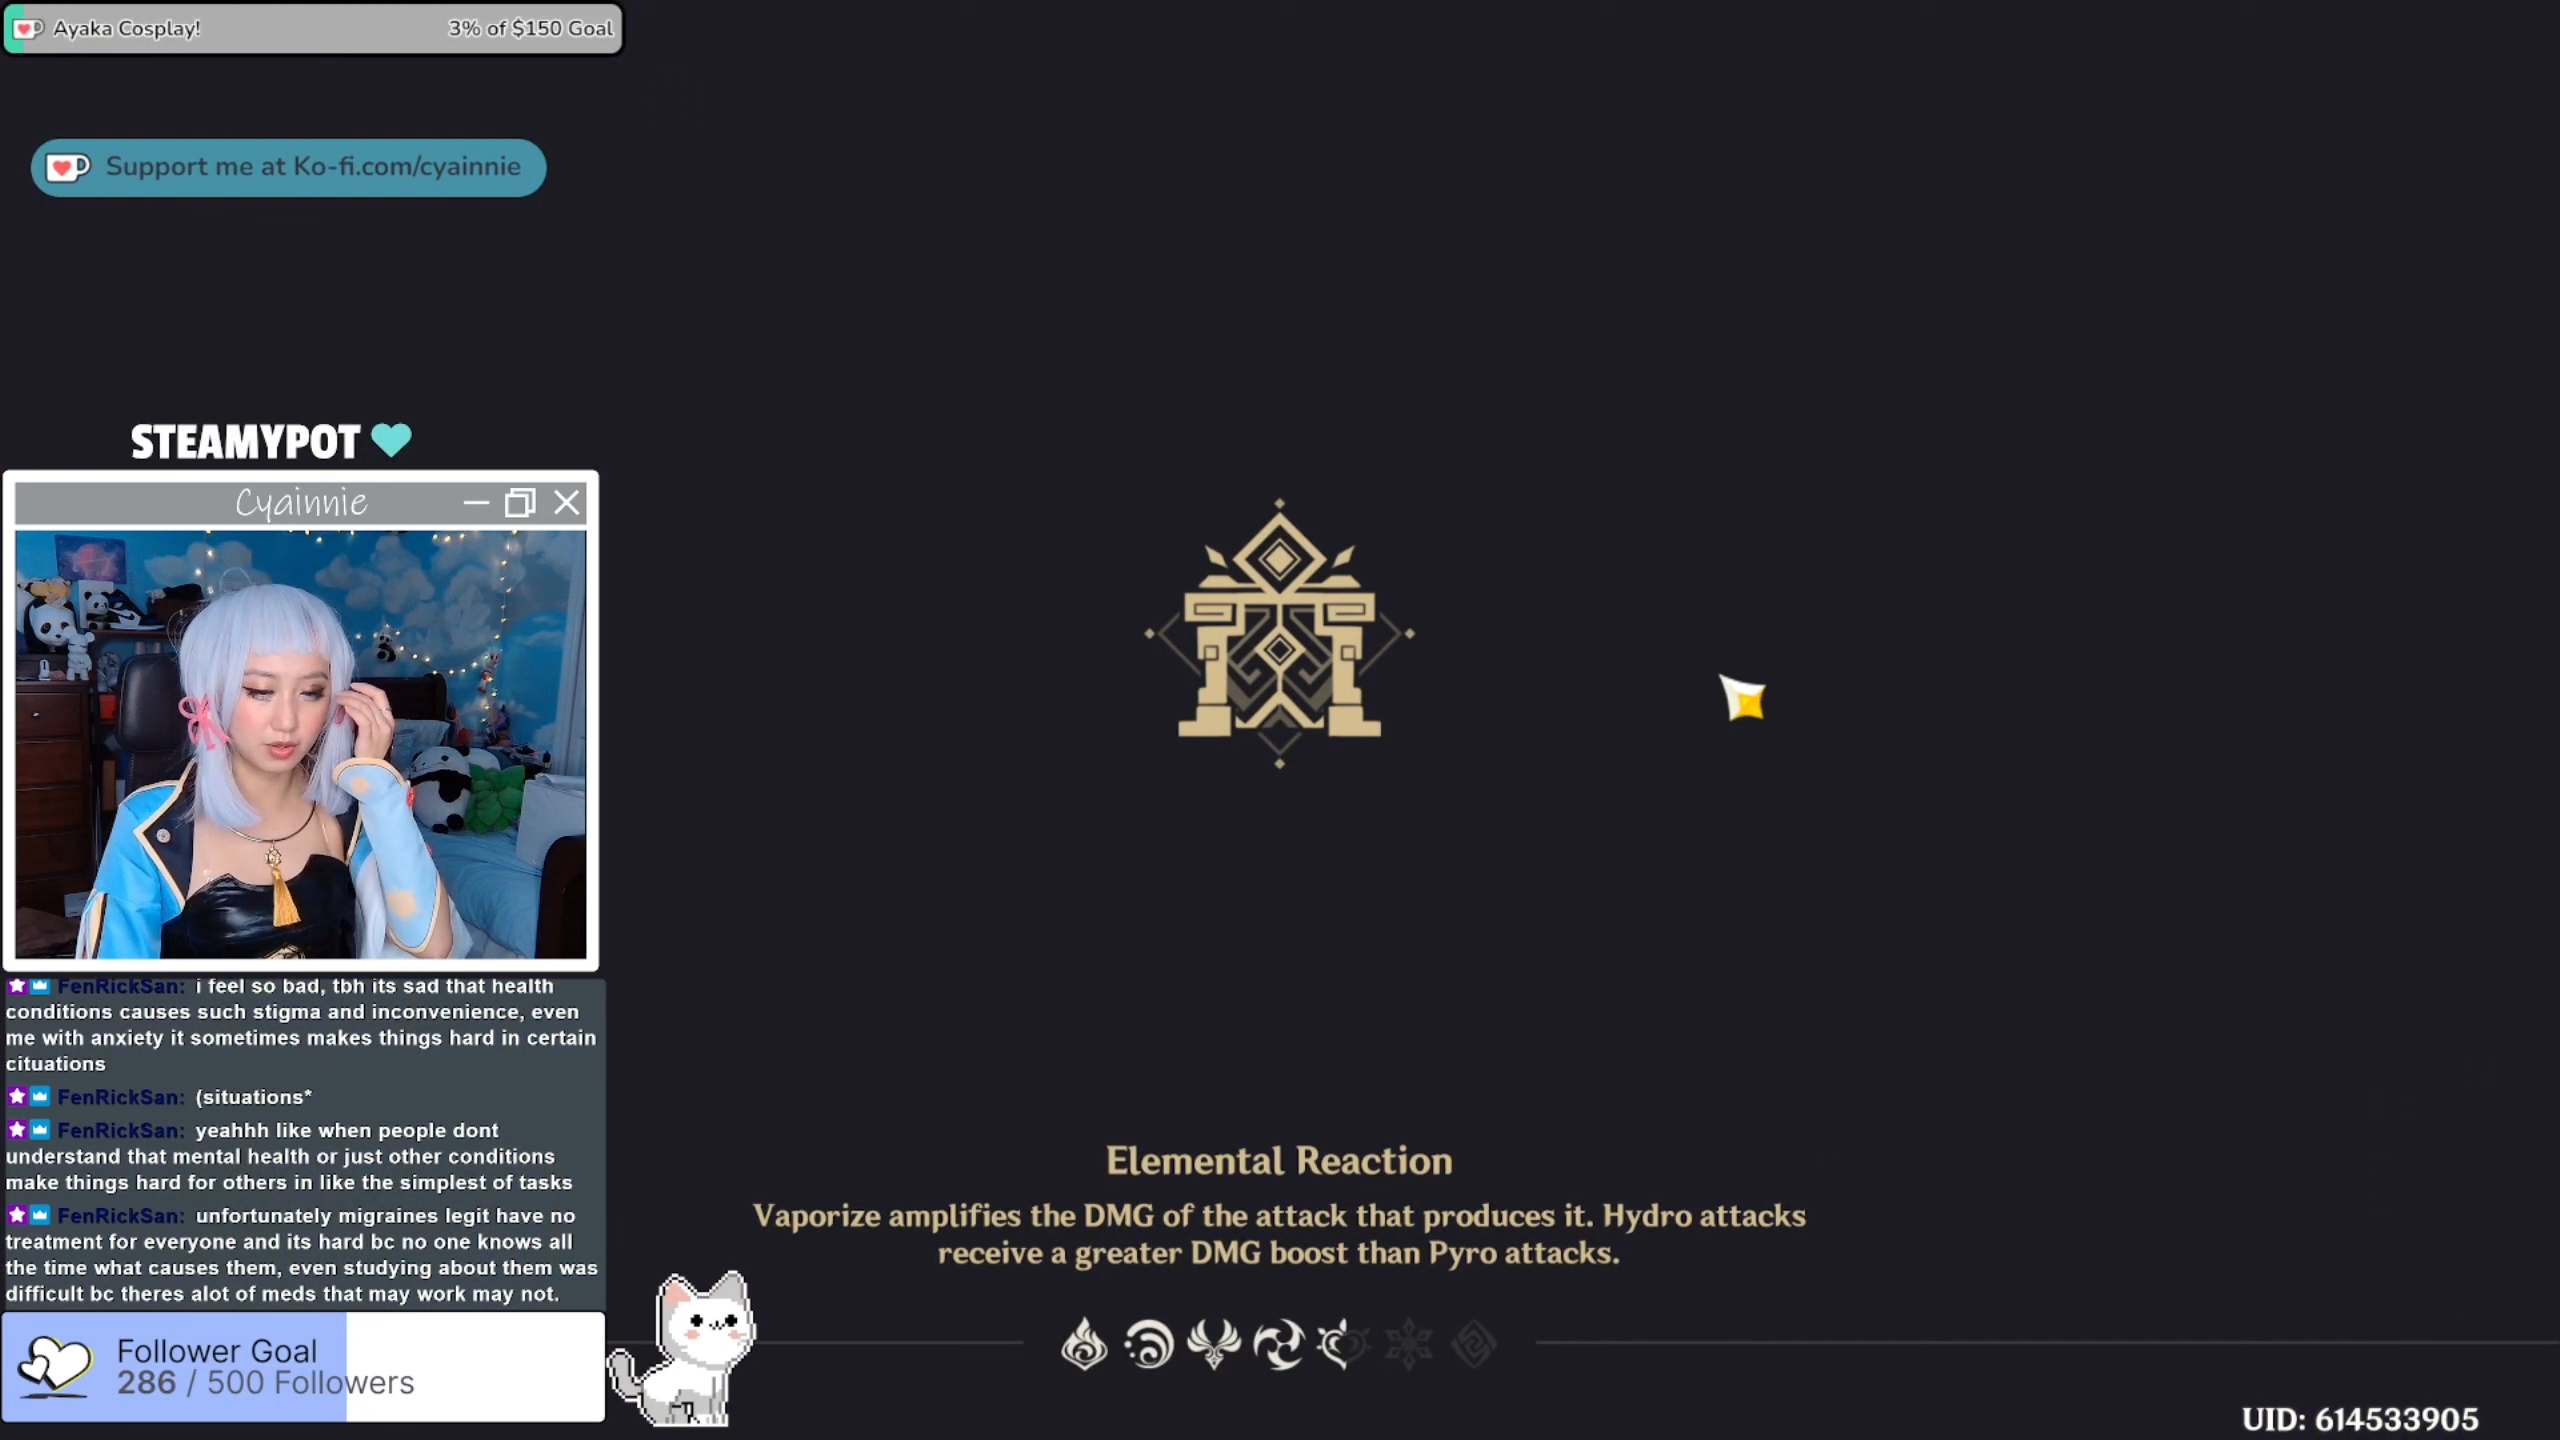 Ayaka Cosplay! 3% of $150 Goal
Support me at Ko-fi.com/cyainnie
STEAMYPOT
Cyainnie
FenRickSan: i feel so bad, tbh its sad that health
conditions causes such stigma and inconvenience, even
me with anxiety it sometimes makes things hard in certain
cituations
FenRickSan: (situations*
FenRickSan: yeahhh like when people dont
understand that mental health or just other conditions
make things hard for others in like the simplest of tasks
FenRickSan: unfortunately migraines legit have no
treatment for everyone and its hard bc no one knows all
the time what causes them, even studying about them was
difficult bc theres alot of meds that may work may not.
Follower Goal
286 / 500 Followers
Elemental Reaction
Vaporize amplifies the DMG of the attack that produces it. Hydro attacks
receive a greater DMG boost than Pyro attacks.
UID: 614533905